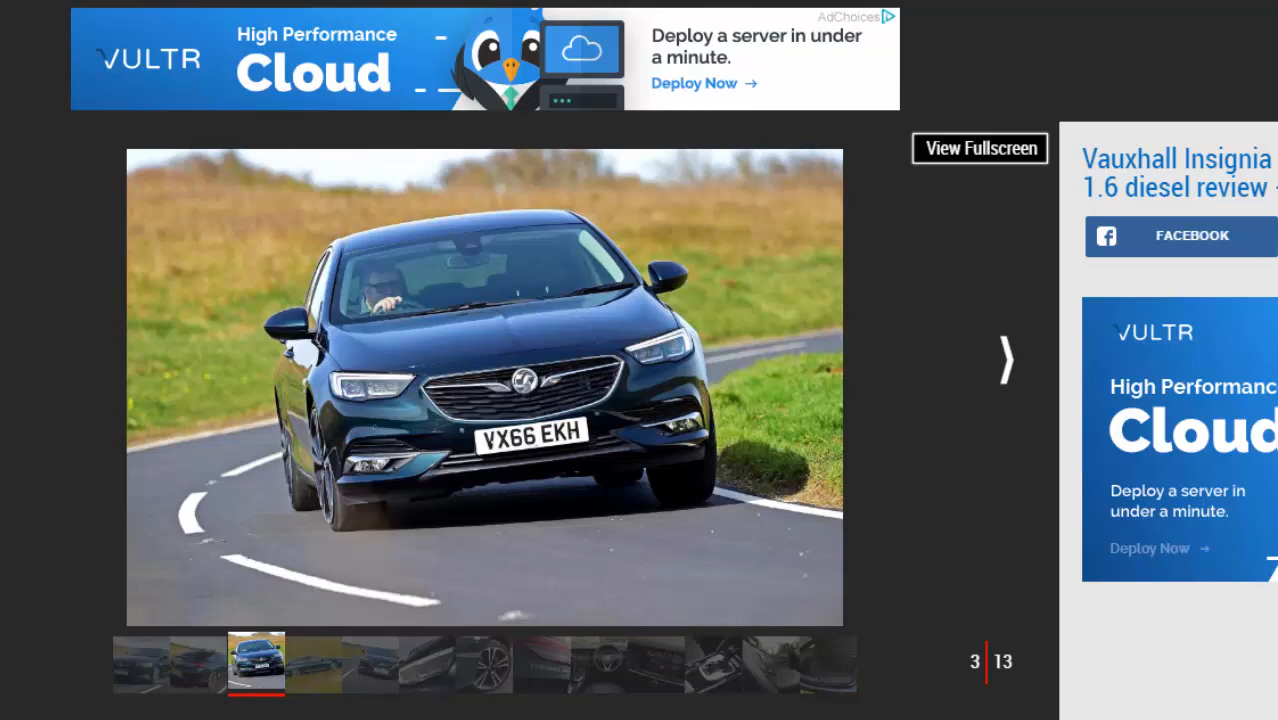 AdChoices
VULTR
High Performance
Cloud
Deploy a server in under
a minute.
Deploy Now →
View Fullscreen
Vauxhall Insignia
1.6 diesel review -
FACEBOOK
VX66 EKH
VULTR
High Performanc
Cloud
Deploy a server in
under a minute.
Deploy Now →
3 | 13